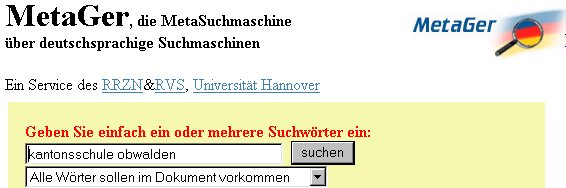 MetaGer, die MetaSuchmaschine
über deutschsprachige Suchmaschinen
MetaGer
Ein Service des RRZN&RVS, Universität Hannover
Geben Sie einfach ein oder mehrere Suchwörter ein:
kantonsschule obwalden suchen
Alle Wörter sollen im Dokument vorkommen